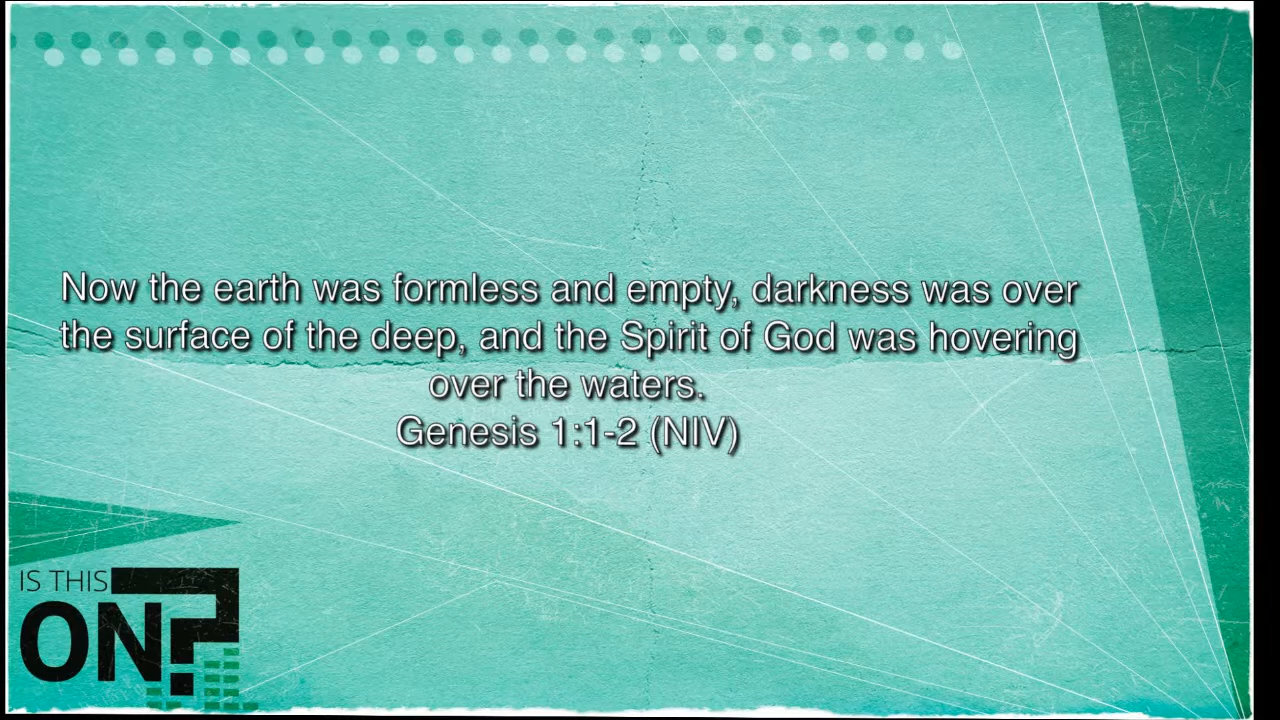 Now the earth was formless and empty, darkness was over
the surface of the deep, and the Spirit of God was hovering
over the waters.
Genesis 1:1-2 (NIV)
IS THIS
ON?